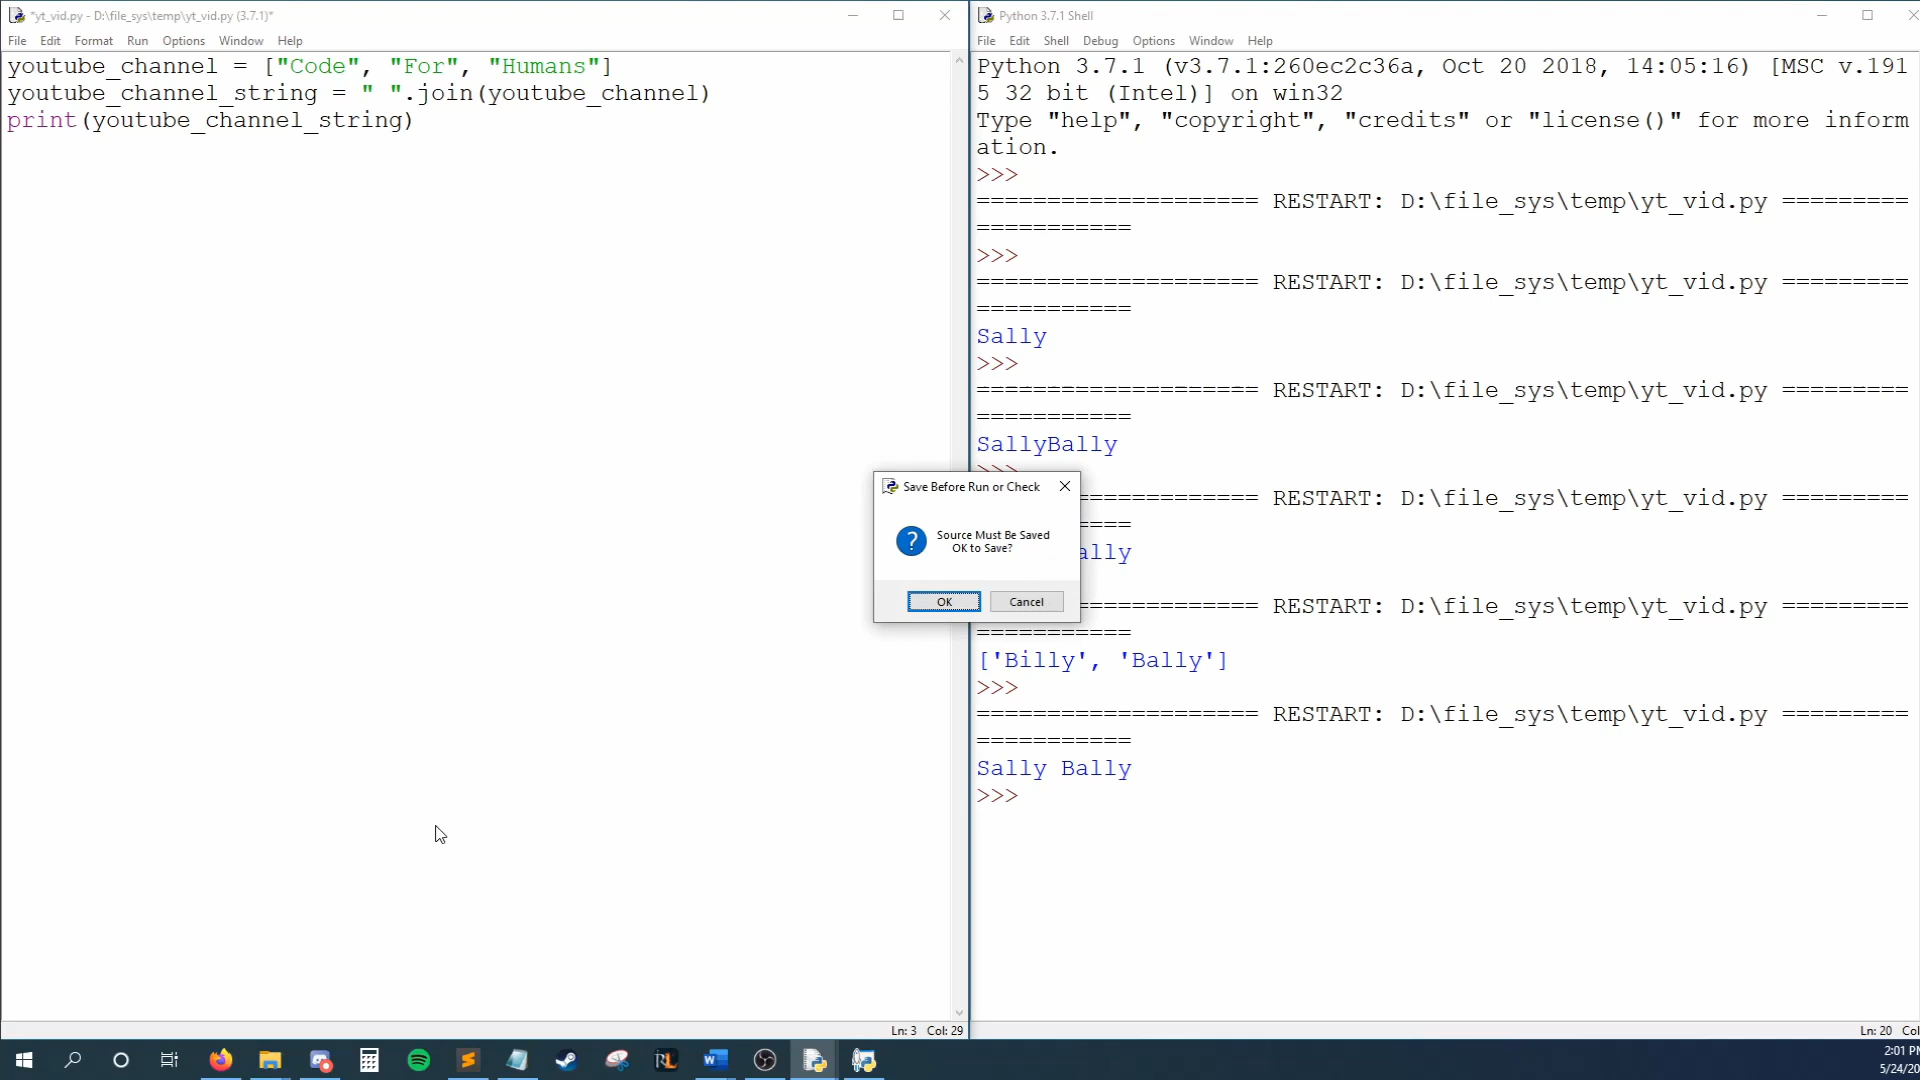 *yt_vid.py - D:\file_sys\temp\yt_vid.py (3.7.1)*
File Edit Format Run Options Window Help
youtube_channel = ["Code", "For", "Humans"]
youtube_channel_string = " ".join(youtube_channel)
print(youtube_channel_string)
Ln: 3 Col: 29
Python 3.7.1 Shell
File Edit Shell Debug Options Window Help
Python 3.7.1 (v3.7.1:260ec2c36a, Oct 20 2018, 14:05:16) [MSC v.191
5 32 bit (Intel)] on win32
Type "help", "copyright", "credits" or "license()" for more inform
ation.
>>>
==================== RESTART: D:\file_sys\temp\yt_vid.py =========
===========
>>>
==================== RESTART: D:\file_sys\temp\yt_vid.py =========
===========
Sally
>>>
==================== RESTART: D:\file_sys\temp\yt_vid.py =========
===========
SallyBally
>>>
============= RESTART: D:\file_sys\temp\yt_vid.py =========
====
ally
============= RESTART: D:\file_sys\temp\yt_vid.py =========
===========
['Billy', 'Bally']
>>>
==================== RESTART: D:\file_sys\temp\yt_vid.py =========
===========
Sally Bally
>>>
Ln: 20 Col
Save Before Run or Check
Source Must Be Saved
OK to Save?
OK Cancel
2:01 PM
5/24/20